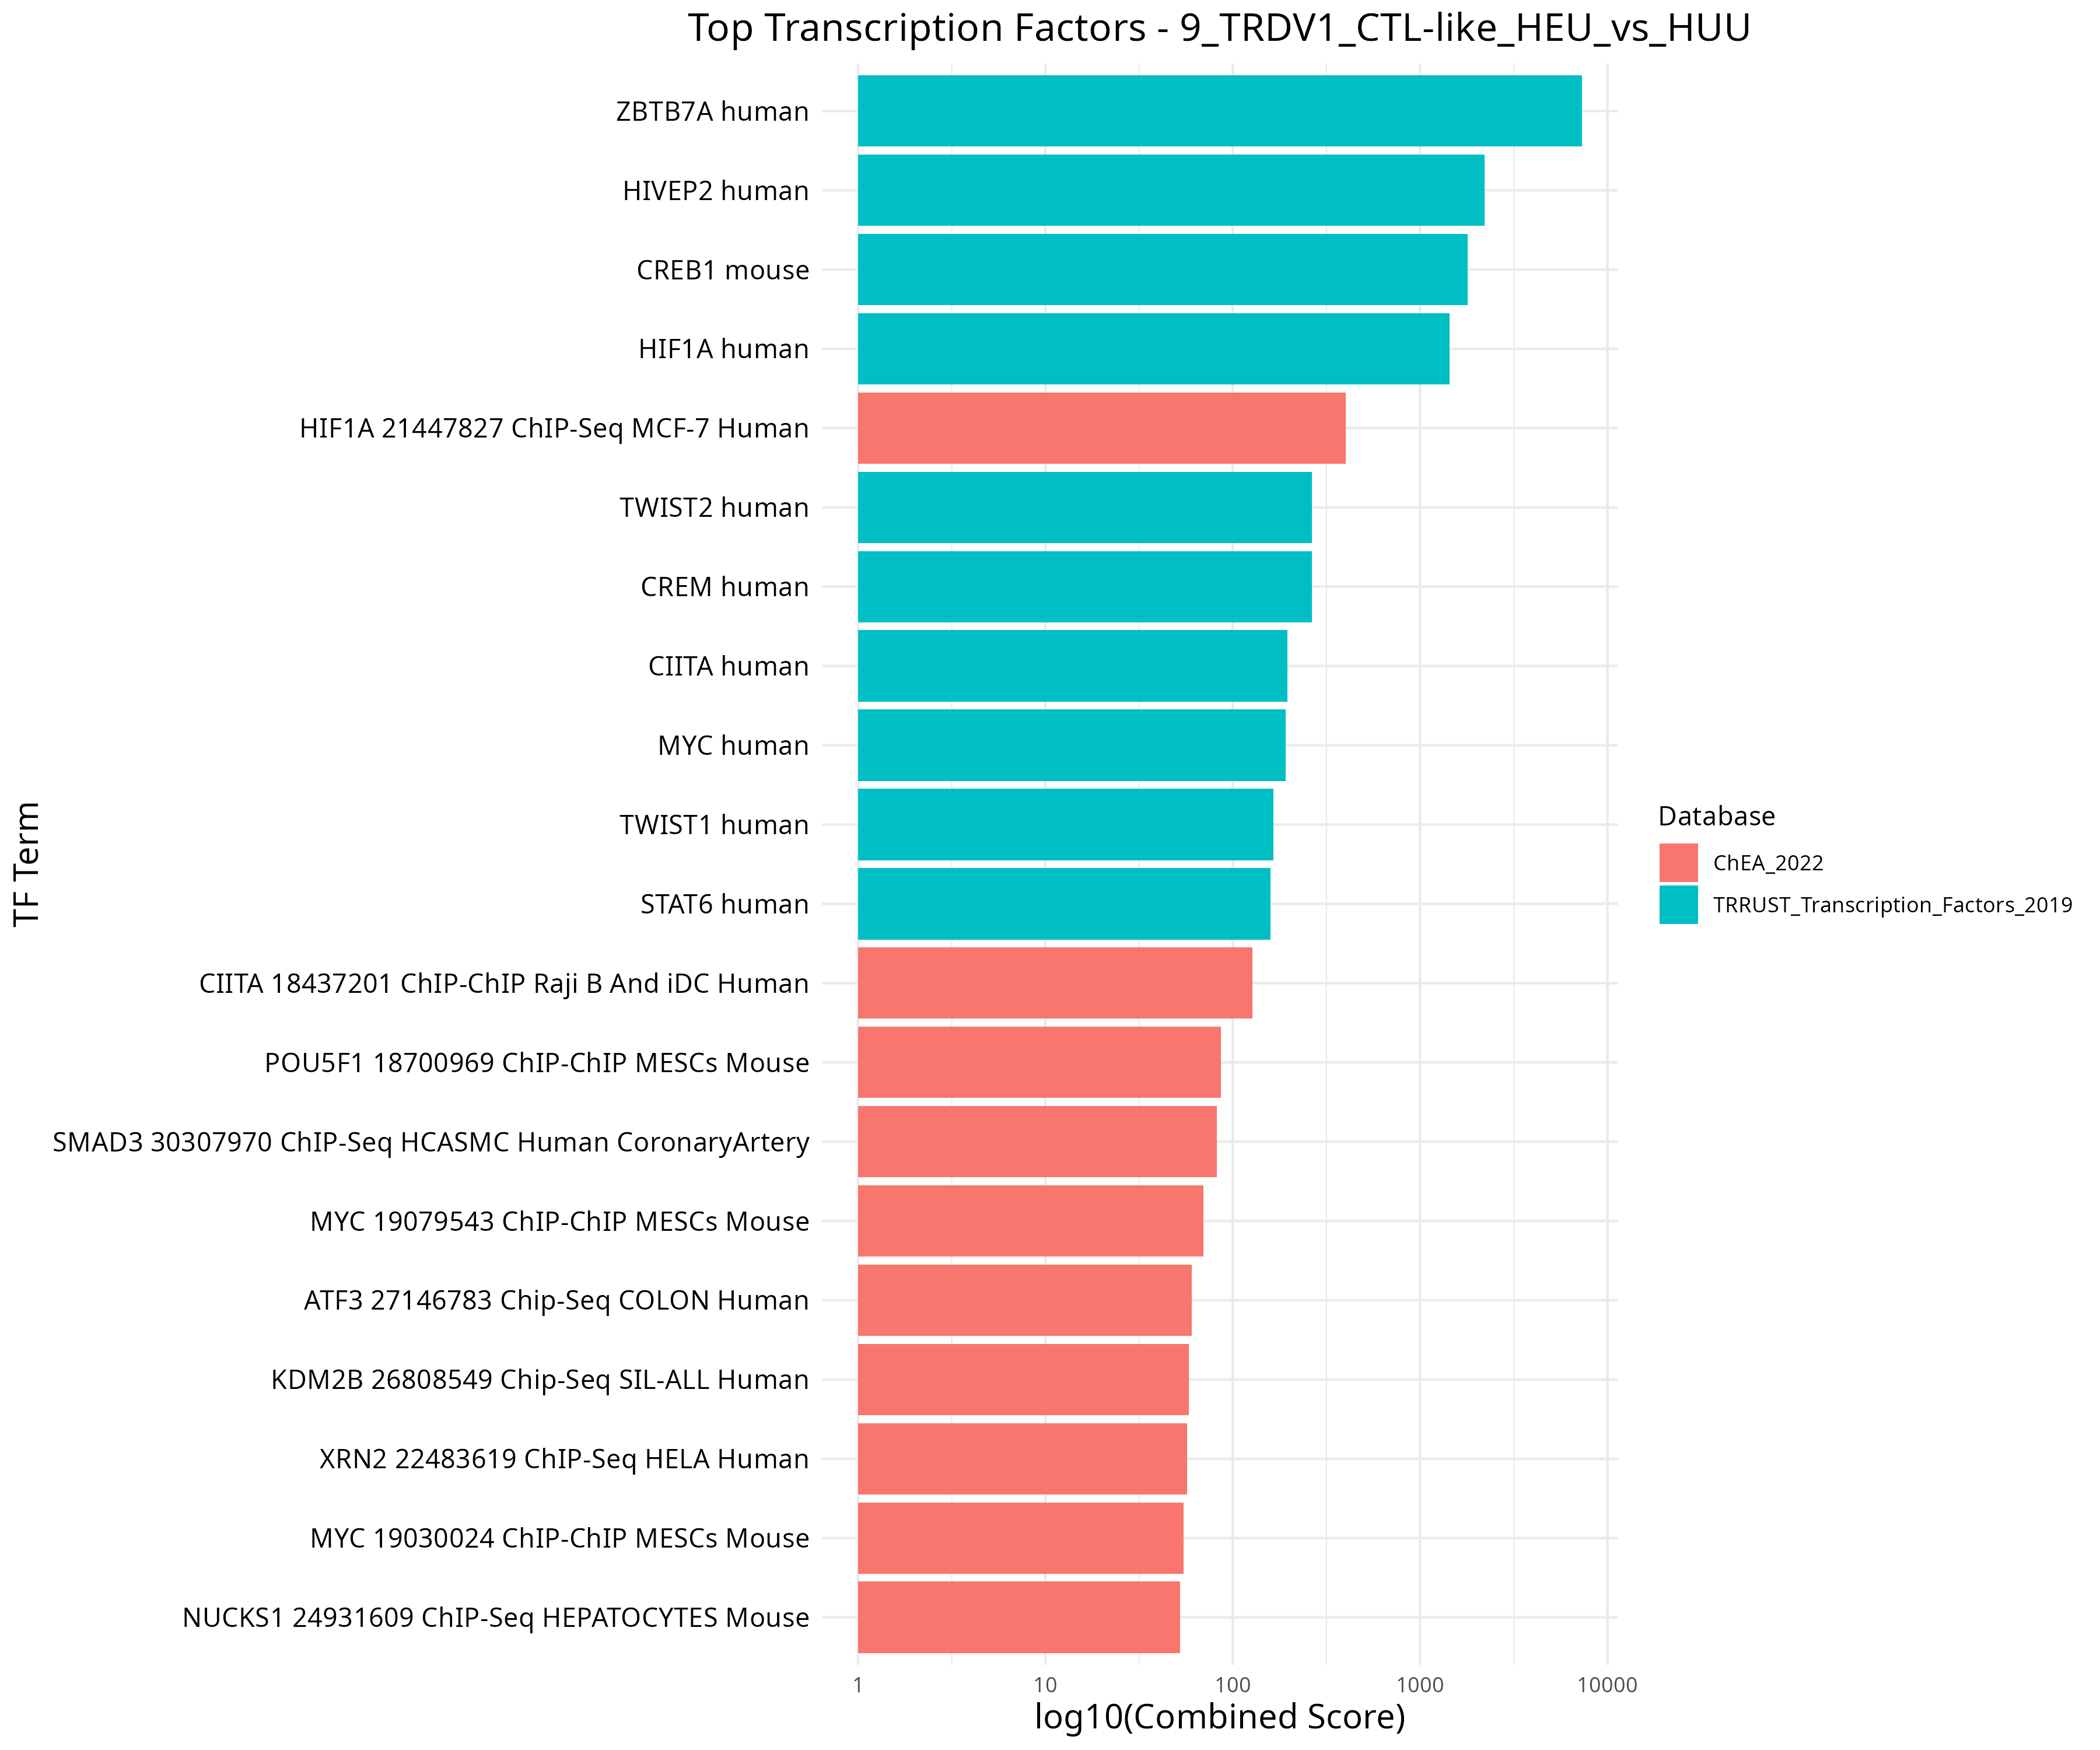 Top Transcription Factors - 9_TRDV1_CTL-like_HEU_vs_HUU
TF Term
ZBTB7A human
HIVEP2 human
CREB1 mouse
HIF1A human
HIF1A 21447827 ChIP-Seq MCF-7 Human
TWIST2 human
CREM human
CIITA human
MYC human
TWIST1 human
STAT6 human
CIITA 18437201 ChIP-ChIP Raji B And iDC Human
POU5F1 18700969 ChIP-ChIP MESCs Mouse
SMAD3 30307970 ChIP-Seq HCASMC Human CoronaryArtery
MYC 19079543 ChIP-ChIP MESCs Mouse
ATF3 27146783 Chip-Seq COLON Human
KDM2B 26808549 Chip-Seq SIL-ALL Human
XRN2 22483619 ChIP-Seq HELA Human
MYC 19030024 ChIP-ChIP MESCs Mouse
NUCKS1 24931609 ChIP-Seq HEPATOCYTES Mouse
1 10 100 1000 10000
log10(Combined Score)
Database
ChEA_2022
TRRUST_Transcription_Factors_2019